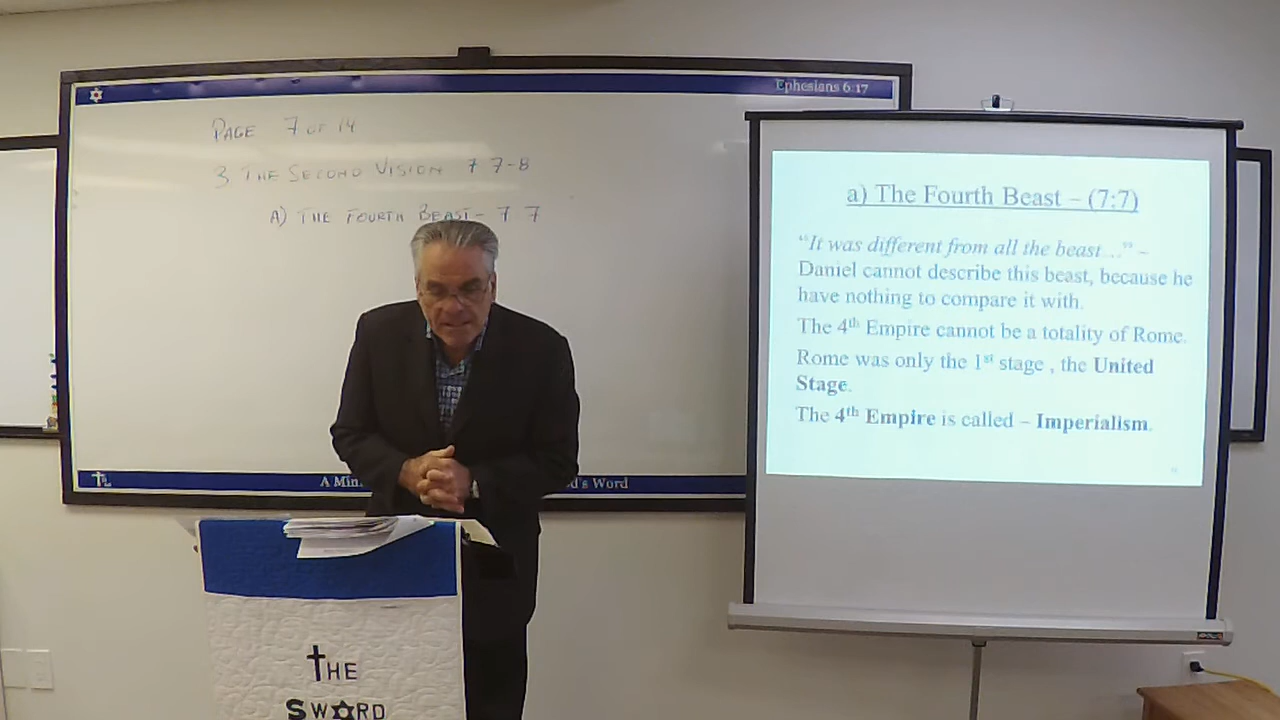 Ephesians 6:17
PAGE 7 OF 14
3 THE SECOND VISION 7 7-8
A) THE FOURTH BEAST - 7 7
A Min
d's Word
a) The Fourth Beast – (7:7)
“It was different from all the beast…” –
Daniel cannot describe this beast, because he
have nothing to compare it with.
The 4th Empire cannot be a totality of Rome.
Rome was only the 1st stage , the United
Stage.
The 4th Empire is called – Imperialism.
THE
SWORD